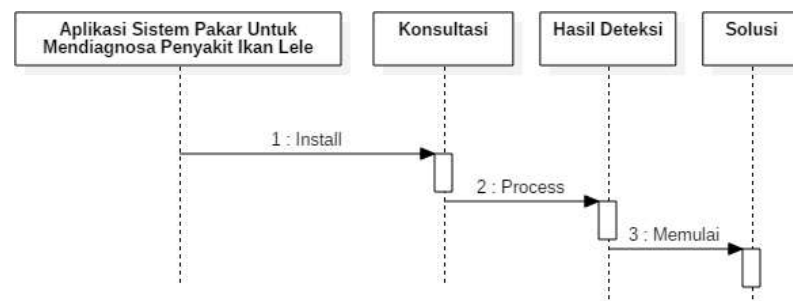 Aplikasi Sistem Pakar Untuk
Mendiagnosa Penyakit Ikan Lele
Konsultasi
Hasil Deteksi
Solusi
1 : Install
2 : Process
3 : Memulai